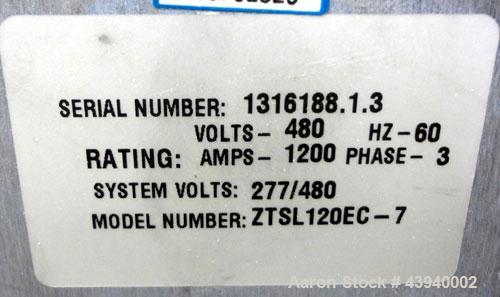 SERIAL NUMBER: 1316188.1.3
VOLTS- 480 HZ-60
RATING: AMPS- 1200 PHASE- 3
SYSTEM VOLTS: 277/480
MODEL NUMBER: ZTSL120EC-7
Aaron Stock # 43940002